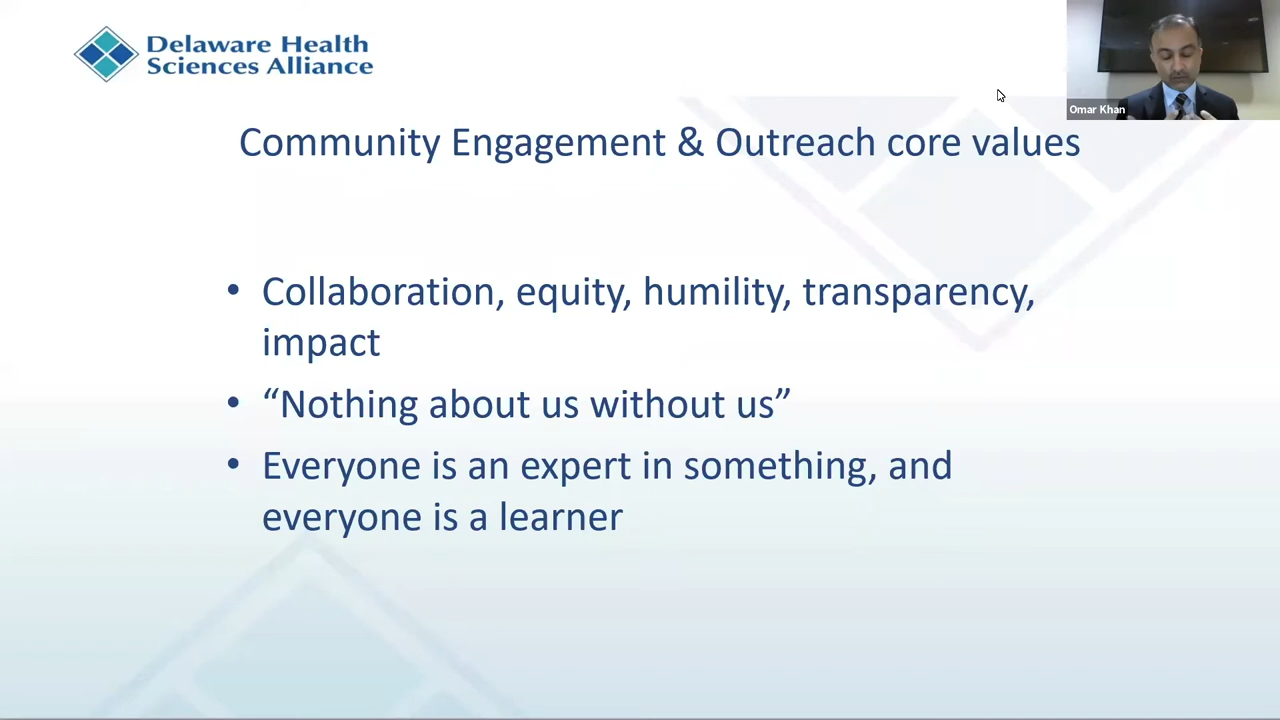 Delaware Health
Sciences Alliance
Omar Khan
Community Engagement & Outreach core values
• Collaboration, equity, humility, transparency,
impact
• “Nothing about us without us”
• Everyone is an expert in something, and
everyone is a learner